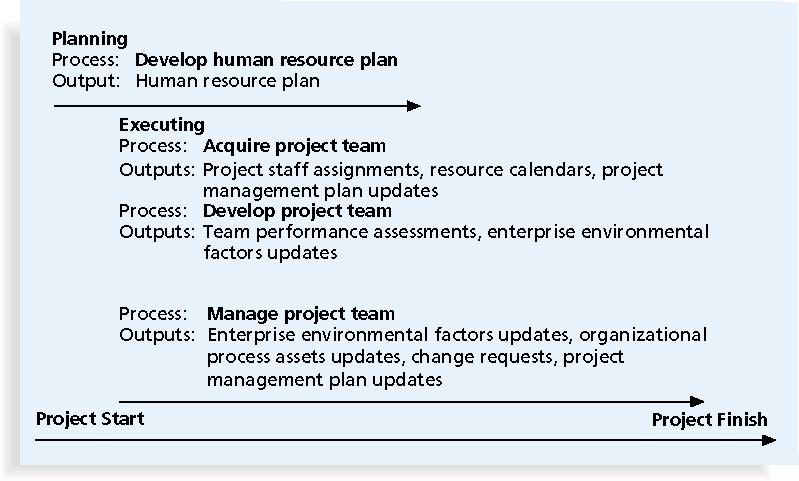 Planning
Process: Develop human resource plan
Output: Human resource plan
Executing
Process: Acquire project team
Outputs: Project staff assignments, resource calendars, project
management plan updates
Process: Develop project team
Outputs: Team performance assessments, enterprise environmental
factors updates
Process: Manage project team
Outputs: Enterprise environmental factors updates, organizational
process assets updates, change requests, project
management plan updates
Project Start Project Finish